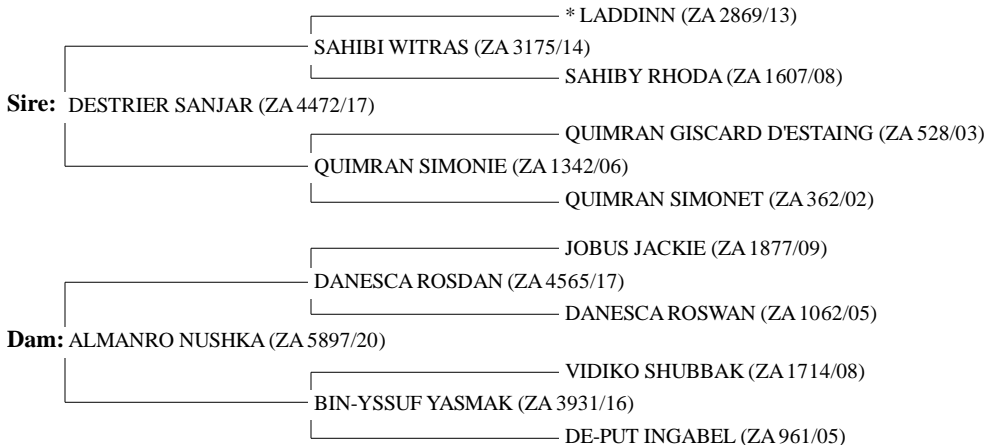 * LADDINN (ZA 2869/13)
SAHIBI WITRAS (ZA 3175/14)
SAHIBY RHODA (ZA 1607/08)
Sire: DESTRIER SANJAR (ZA 4472/17)
QUIMRAN GISCARD D'ESTAING (ZA 528/03)
QUIMRAN SIMONIE (ZA 1342/06)
QUIMRAN SIMONET (ZA 362/02)
JOBUS JACKIE (ZA 1877/09)
DANESCA ROSDAN (ZA 4565/17)
DANESCA ROSWAN (ZA 1062/05)
Dam: ALMANRO NUSHKA (ZA 5897/20)
VIDIKO SHUBBAK (ZA 1714/08)
BIN-YSSUF YASMAK (ZA 3931/16)
DE-PUT INGABEL (ZA 961/05)